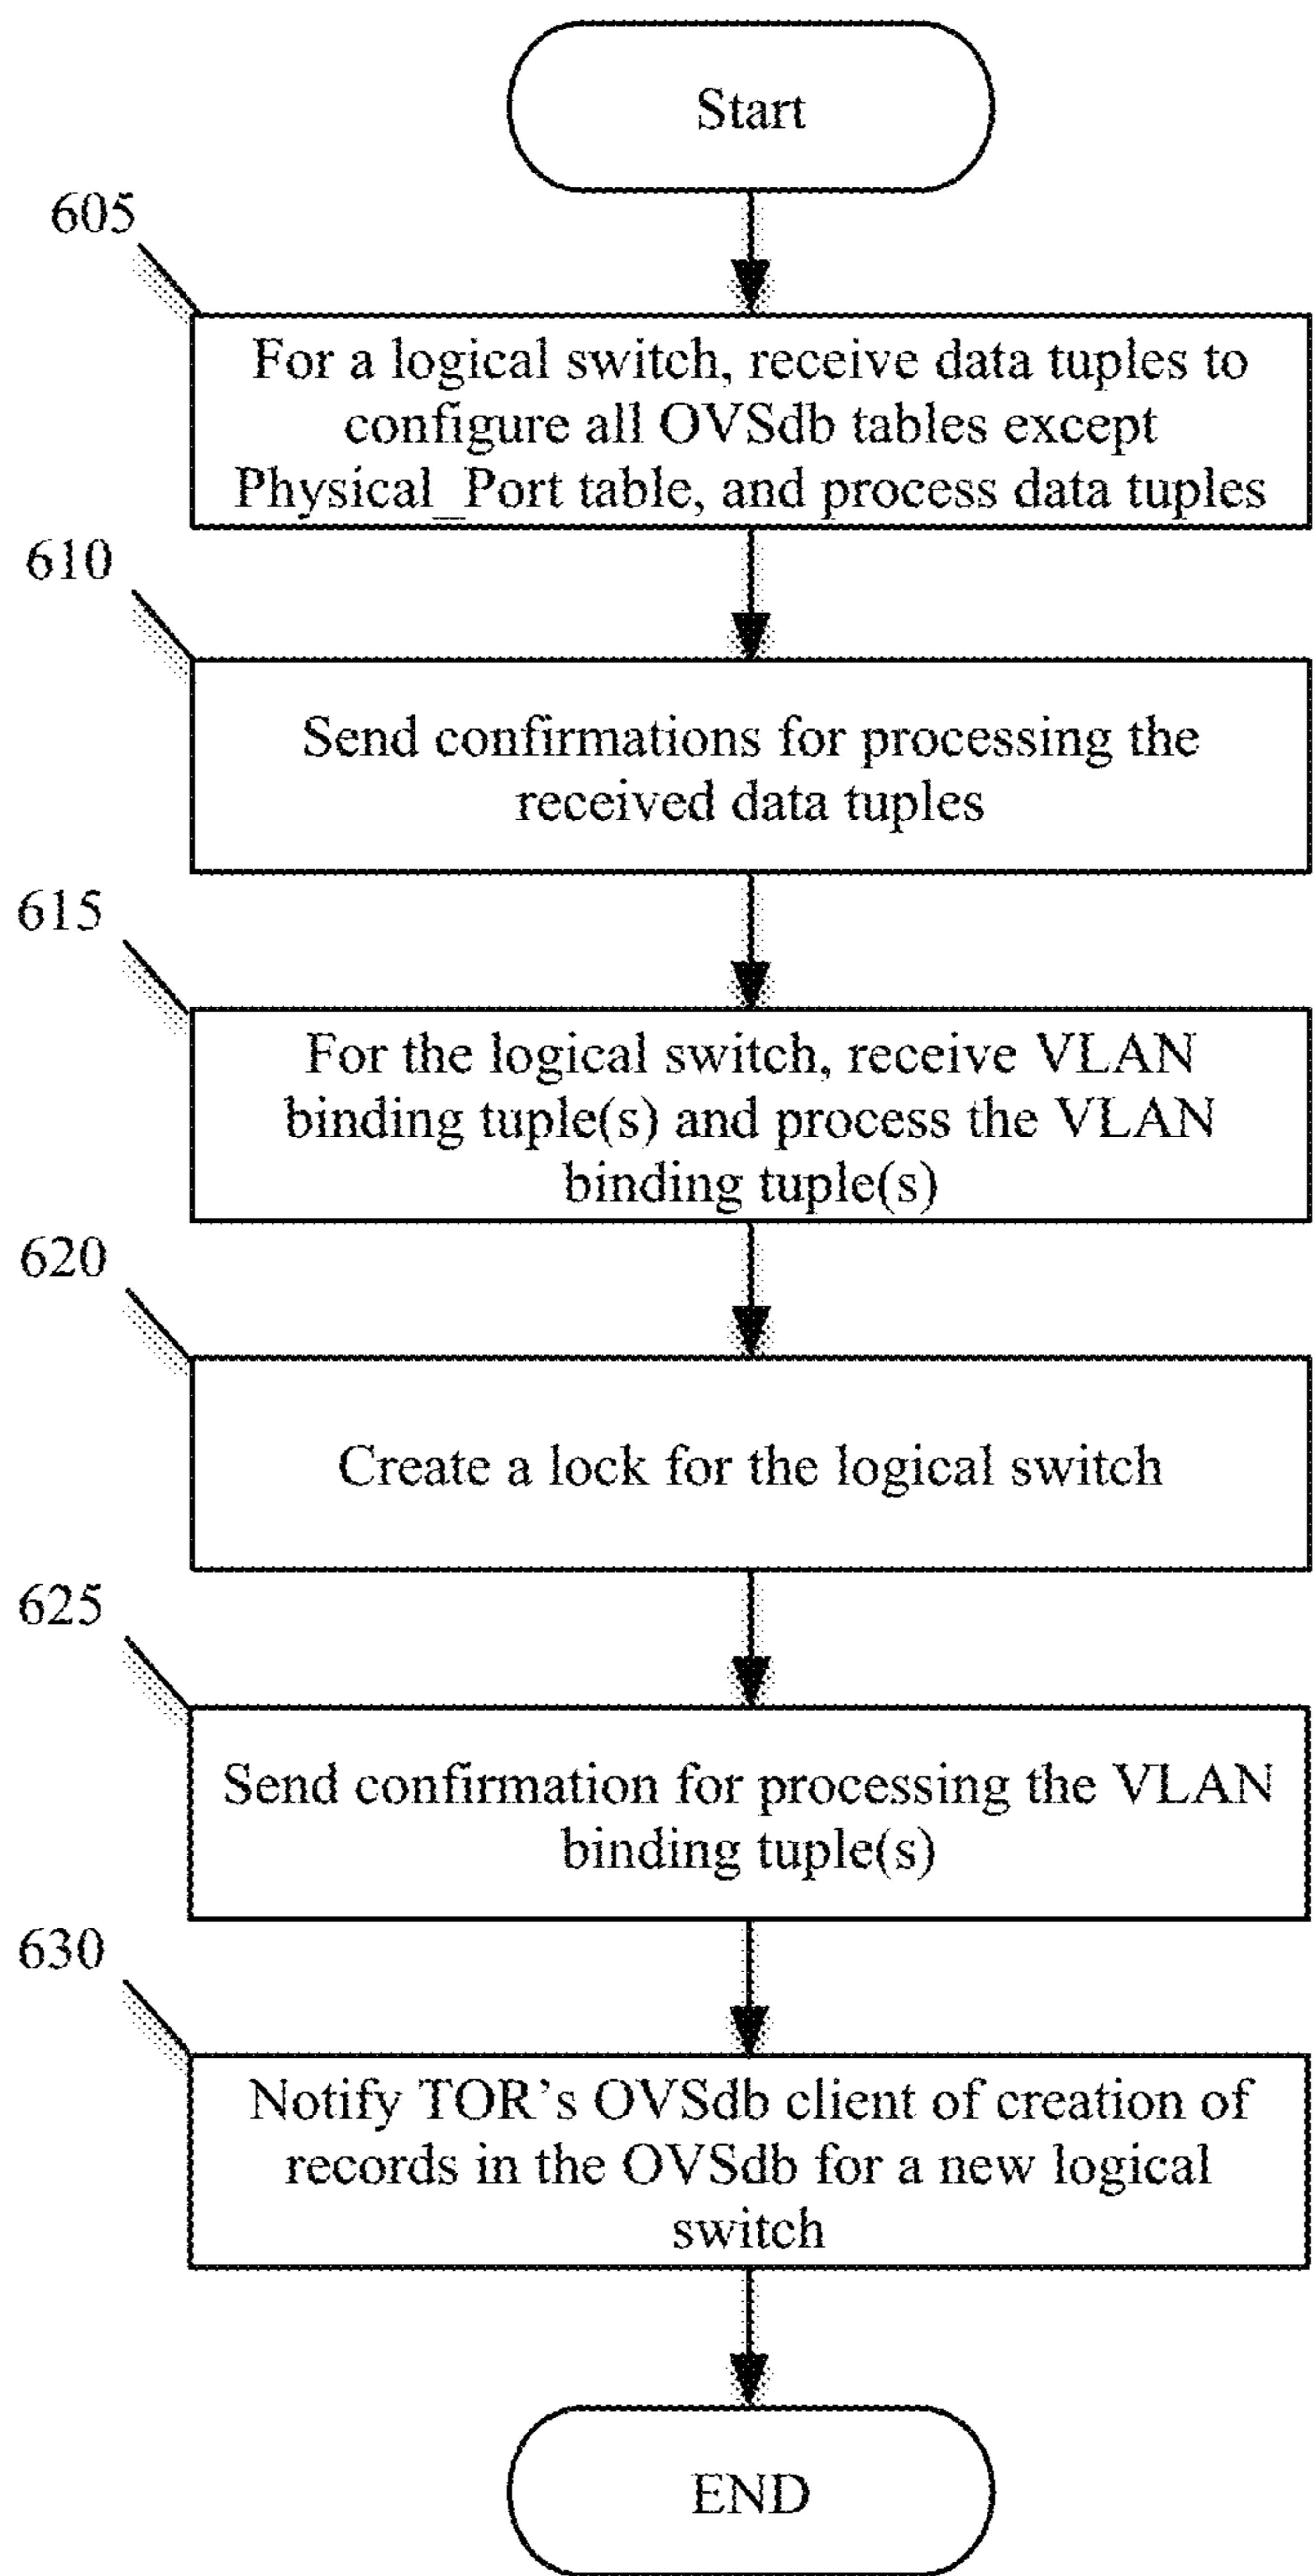 Start
605
For a logical switch, receive data tuples to
configure all OVSdb tables except
Physical_Port table, and process data tuples
610
Send confirmations for processing the
received data tuples
615
For the logical switch, receive VLAN
binding tuple(s) and process the VLAN
binding tuple(s)
620
Create a lock for the logical switch
625
Send confirmation for processing the VLAN
binding tuple(s)
630
Notify TOR’s OVSdb client of creation of
records in the OVSdb for a new logical
switch
END